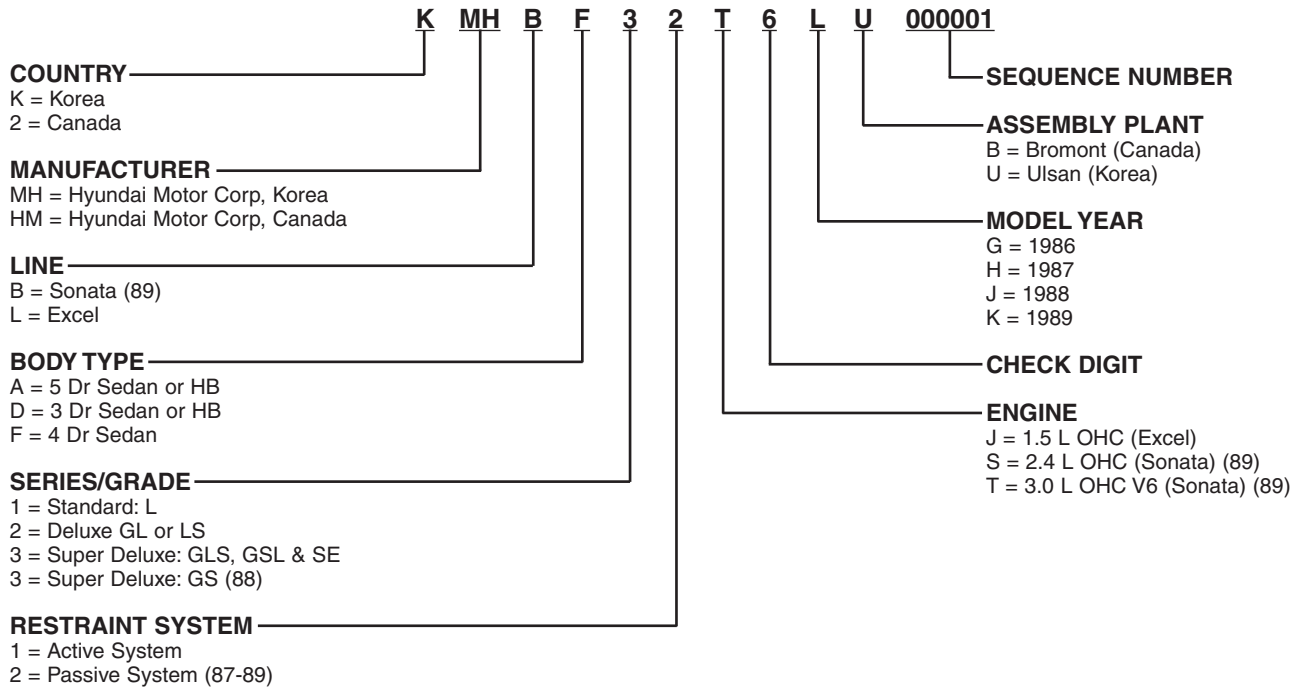 K MH B F 3 2 T 6 L U 000001
COUNTRY
K = Korea
2 = Canada
MANUFACTURER
MH = Hyundai Motor Corp, Korea
HM = Hyundai Motor Corp, Canada
LINE
B = Sonata (89)
L = Excel
BODY TYPE
A = 5 Dr Sedan or HB
D = 3 Dr Sedan or HB
F = 4 Dr Sedan
SERIES/GRADE
1 = Standard: L
2 = Deluxe GL or LS
3 = Super Deluxe: GLS, GSL & SE
3 = Super Deluxe: GS (88)
RESTRAINT SYSTEM
1 = Active System
2 = Passive System (87-89)
SEQUENCE NUMBER
ASSEMBLY PLANT
B = Bromont (Canada)
U = Ulsan (Korea)
MODEL YEAR
G = 1986
H = 1987
J = 1988
K = 1989
CHECK DIGIT
ENGINE
J = 1.5 L OHC (Excel)
S = 2.4 L OHC (Sonata) (89)
T = 3.0 L OHC V6 (Sonata) (89)